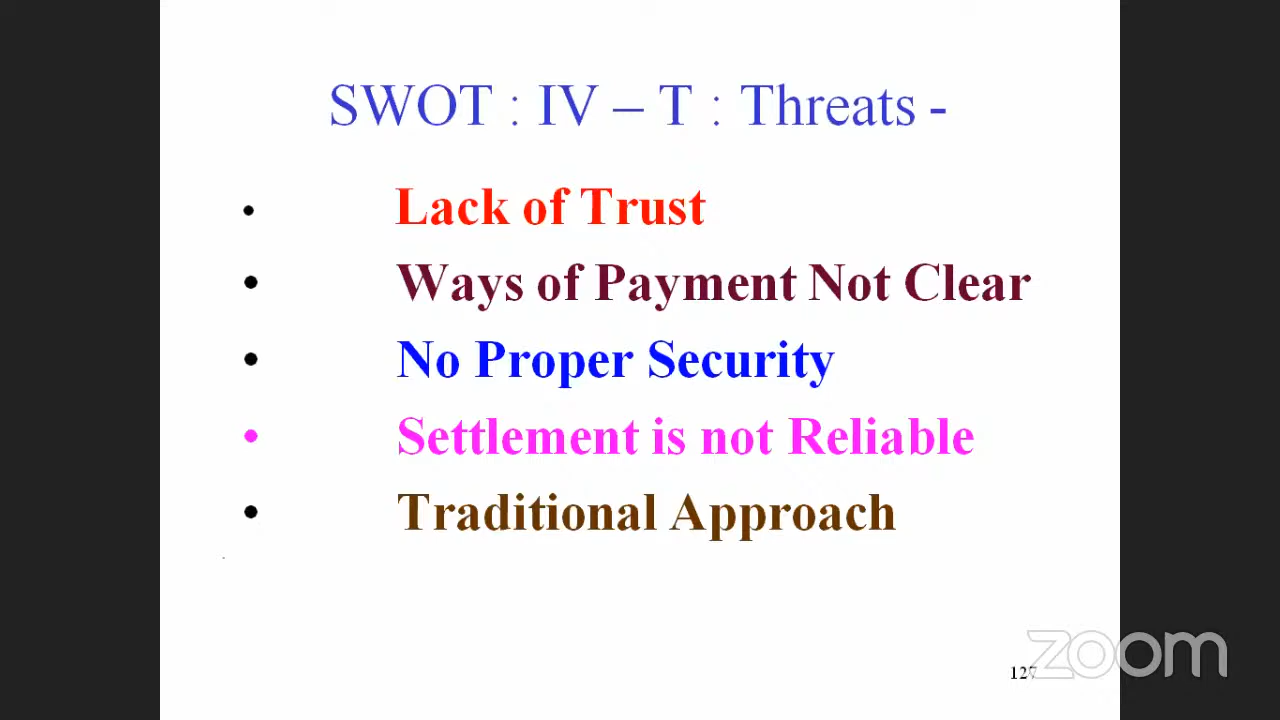 SWOT : IV – T : Threats -
• Lack of Trust
• Ways of Payment Not Clear
• No Proper Security
• Settlement is not Reliable
• Traditional Approach
127
zoom